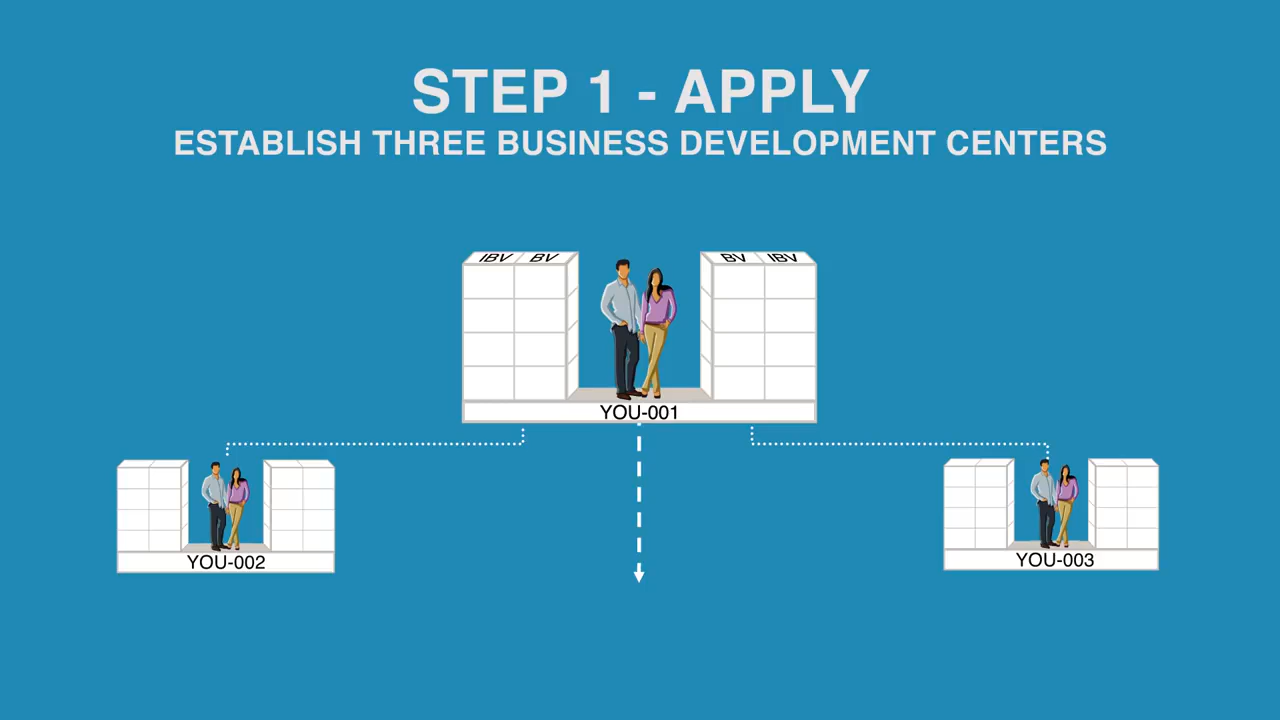 STEP 1 - APPLY
ESTABLISH THREE BUSINESS DEVELOPMENT CENTERS
IBV BV
BV IBV
YOU-001
YOU-002
YOU-003